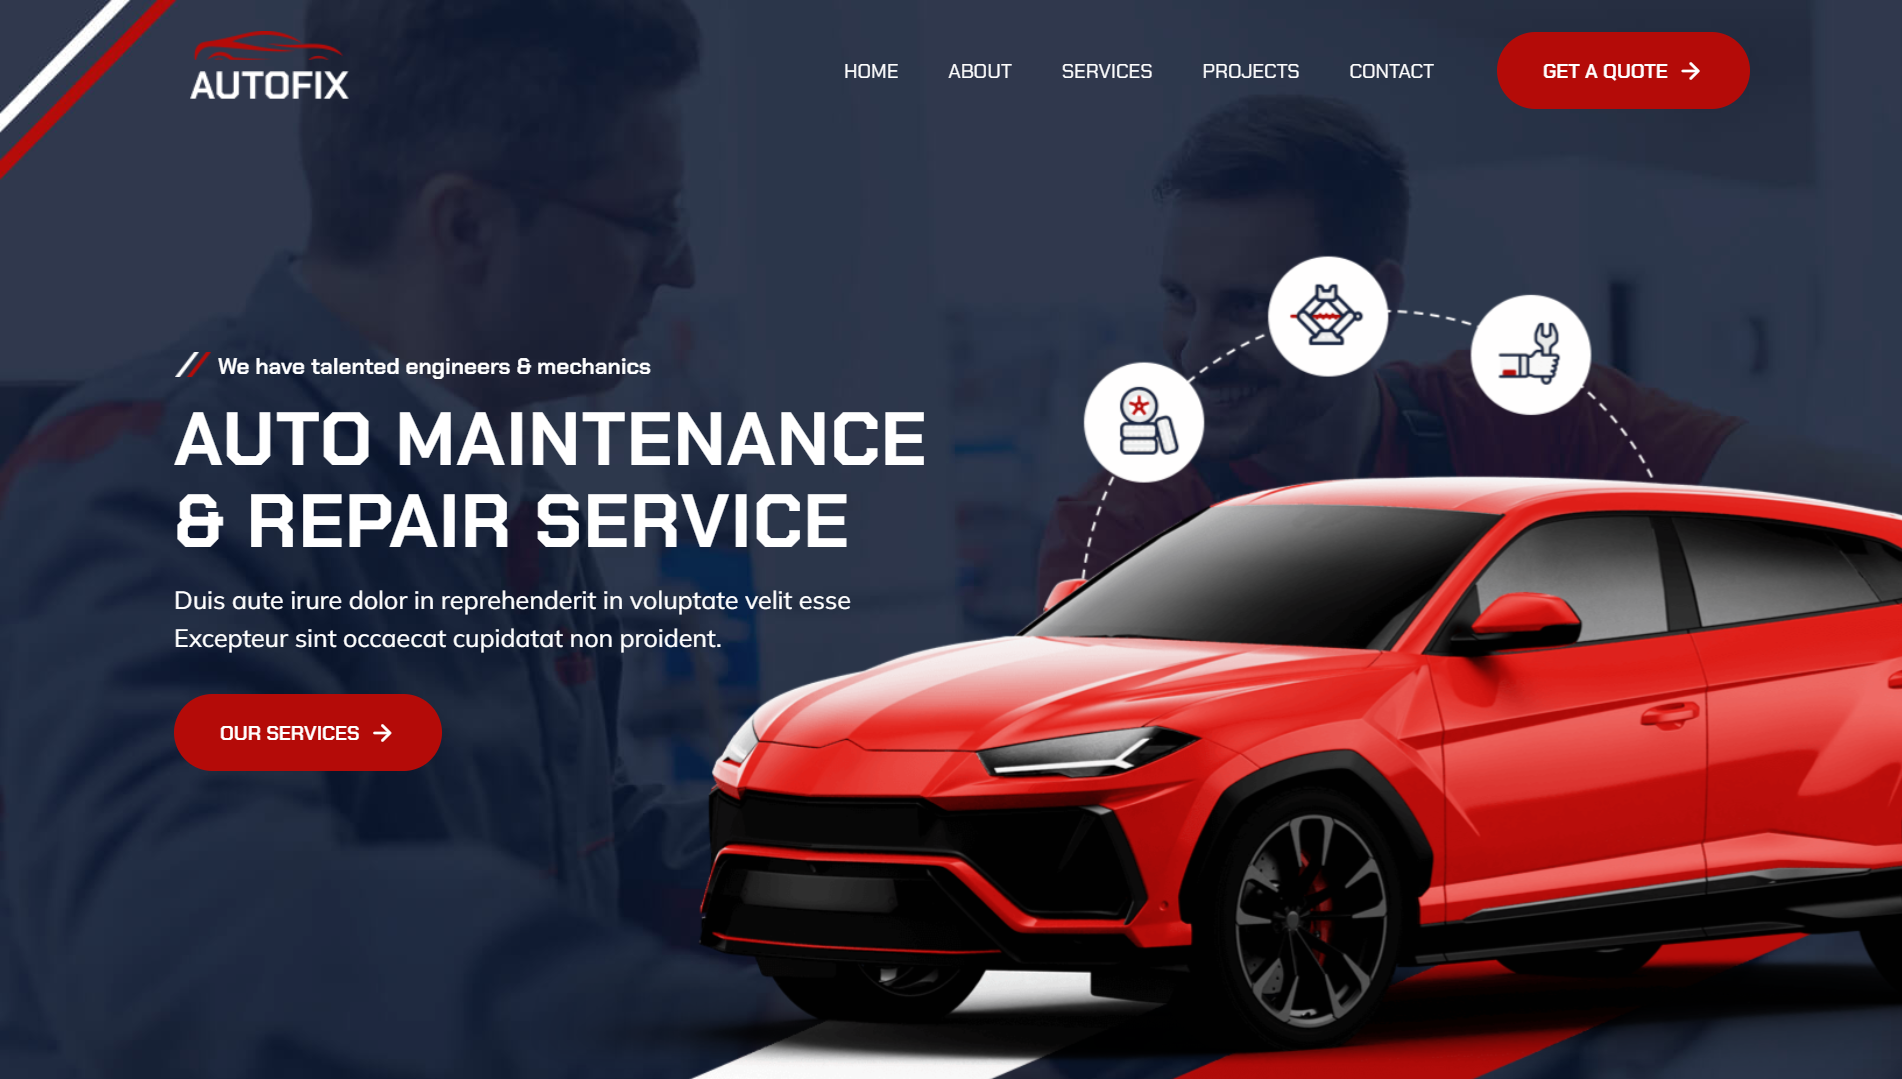 AUTOFIX
HOME ABOUT SERVICES PROJECTS CONTACT GET A QUOTE
We have talented engineers & mechanics
AUTO MAINTENANCE
& REPAIR SERVICE
Duis aute irure dolor in reprehenderit in voluptate velit esse
Excepteur sint occaecat cupidatat non proident.
OUR SERVICES